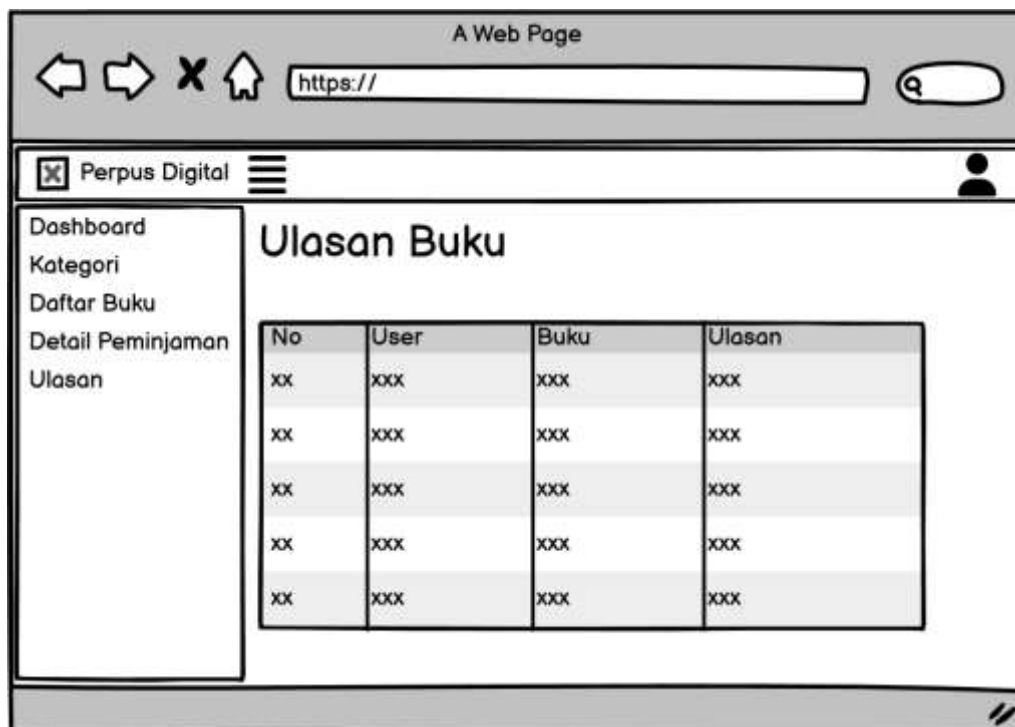 A Web Page
https://
Perpus Digital
Dashboard
Kategori
Daftar Buku
Detail Peminjaman
Ulasan
Ulasan Buku
No User Buku Ulasan
xx xxx xxx xxx
xx xxx xxx xxx
xx xxx xxx xxx
xx xxx xxx xxx
xx xxx xxx xxx